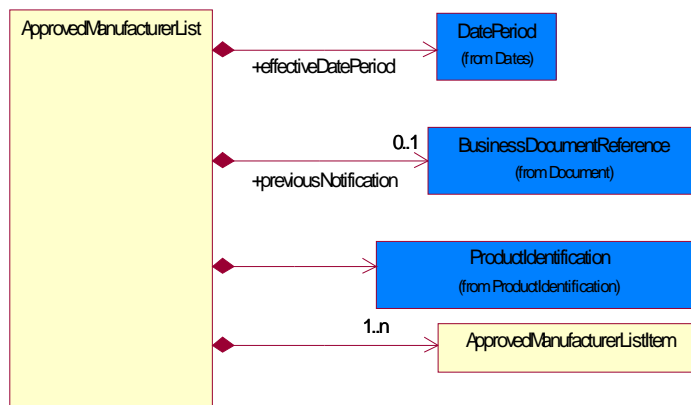 ApprovedManufacturerList
DatePeriod
(from Dates)
+effectiveDatePeriod
0..1
BusinessDocumentReference
(from Document)
+previousNotification
ProductIdentification
(from ProductIdentification)
1..n
ApprovedManufacturerListItem